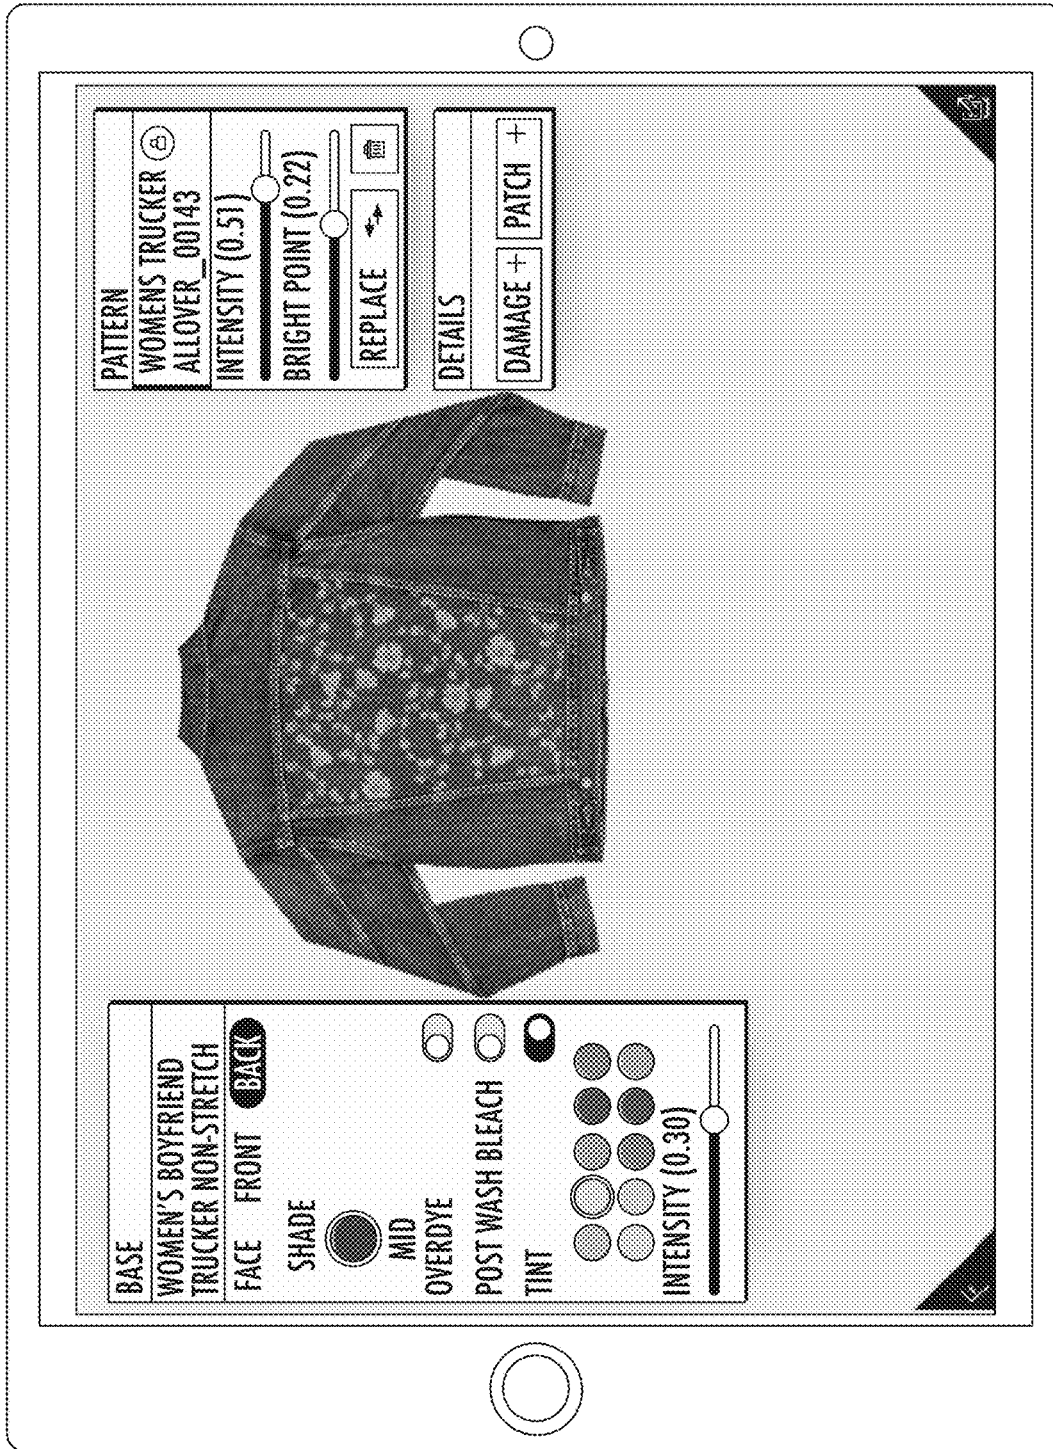 BASE
WOMEN'S BOYFRIEND
TRUCKER NON-STRETCH
FACE FRONT BACK
SHADE
MID
OVERDYE
POST WASH BLEACH
TINT
INTENSITY (0.30)
PATTERN
WOMENS TRUCKER
ALLOVER_00143
INTENSITY (0.51)
BRIGHT POINT (0.22)
REPLACE
DETAILS
DAMAGE + PATCH +